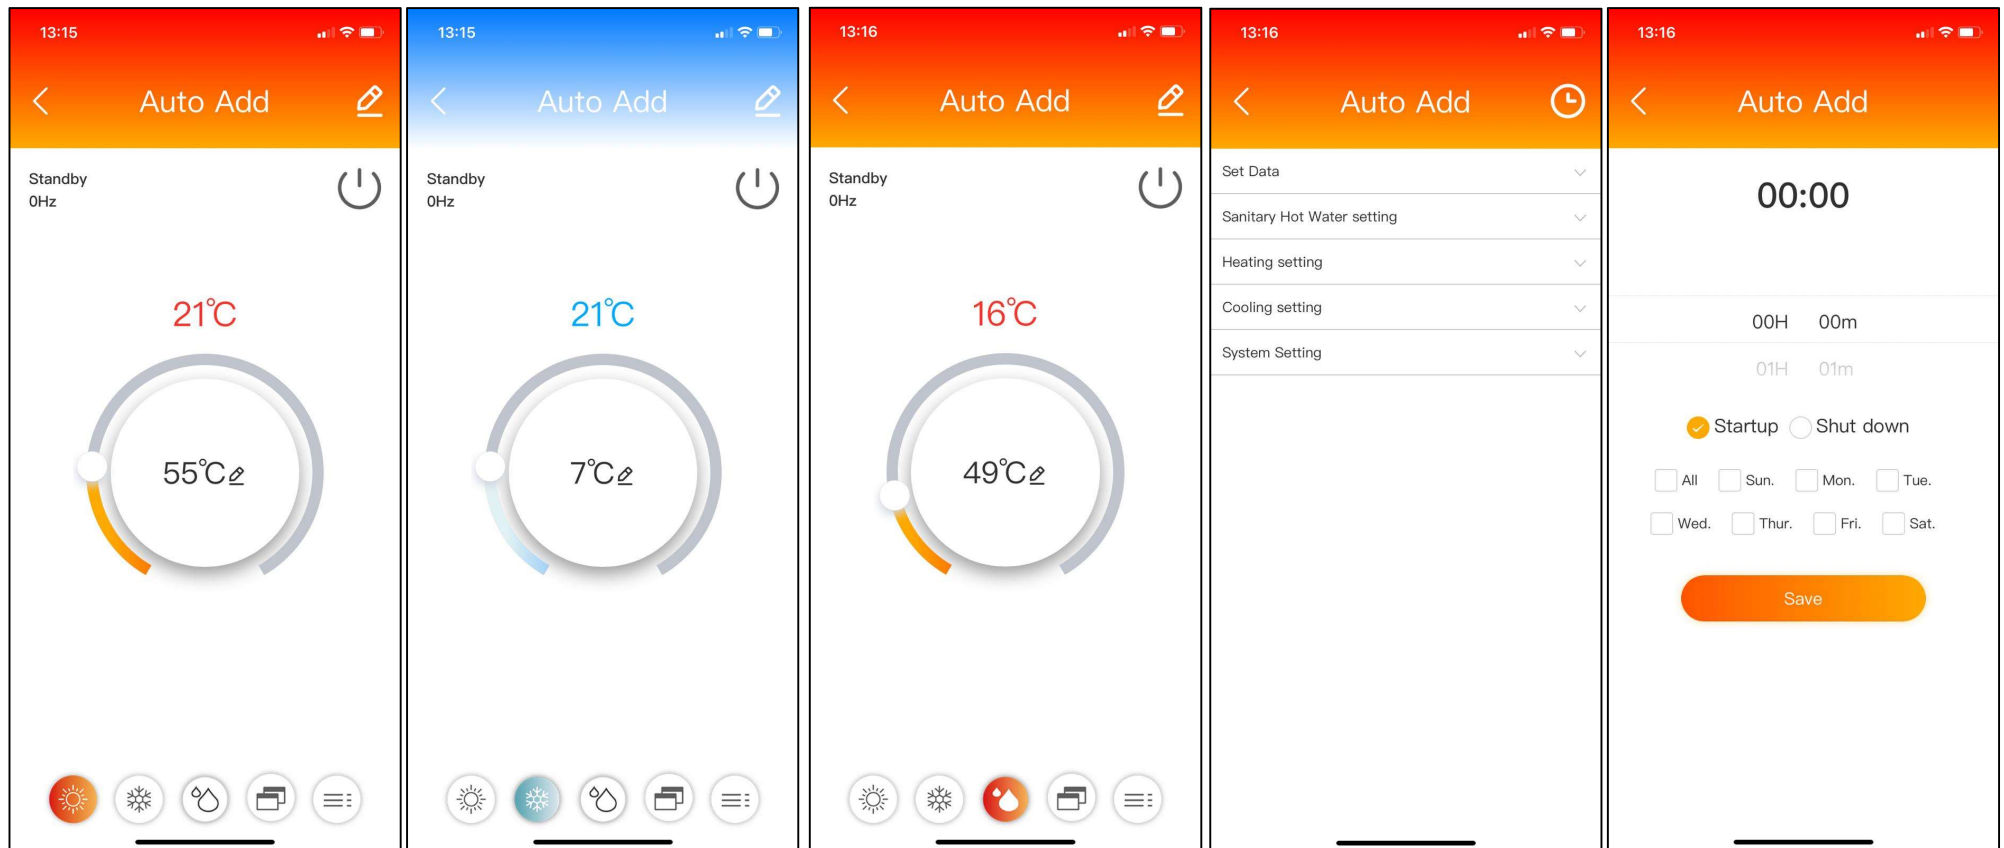 13:15
Auto Add
Standby
0Hz
21℃
55℃
13:15
Auto Add
Standby
0Hz
21℃
7℃
13:16
Auto Add
Standby
0Hz
16℃
49℃
13:16
Auto Add
Set Data
Sanitary Hot Water setting
Heating setting
Cooling setting
System Setting
13:16
Auto Add
00:00
00H 00m
01H 01m
Startup Shut down
All Sun. Mon. Tue.
Wed. Thur. Fri. Sat.
Save